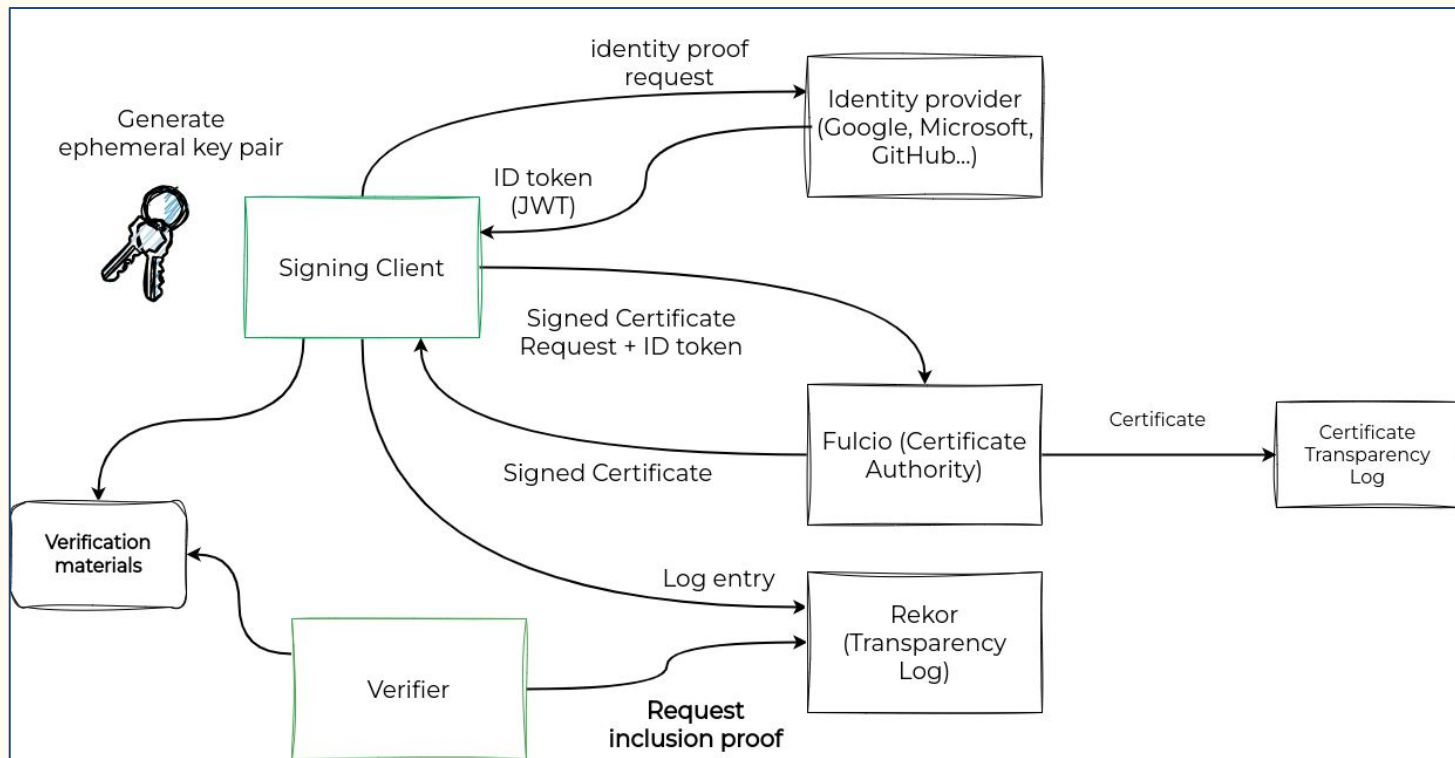 identity proof
request
Identity provider
(Google, Microsoft,
GitHub...)
Generate
ephemeral key pair
ID token
(JWT)
Signing Client
Signed Certificate
Request + ID token
Fulcio (Certificate
Authority)
Certificate
Certificate
Transparency
Log
Signed Certificate
Verification
materials
Log entry
Rekor
(Transparency
Log)
Verifier
Request
inclusion proof